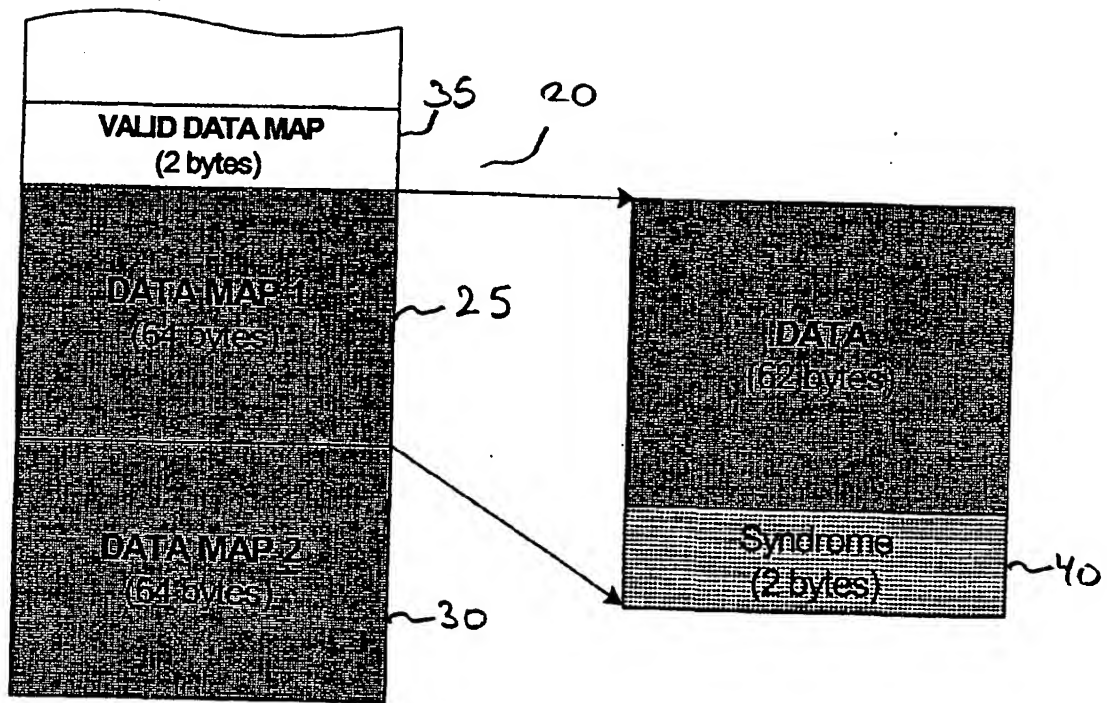 35
20
VALID DATA MAP
(2 bytes)
DATA MAP 1
(64 bytes)
25
DATA
(62 bytes)
DATA MAP 2
(64 bytes)
30
Syndrome
(2 bytes)
40